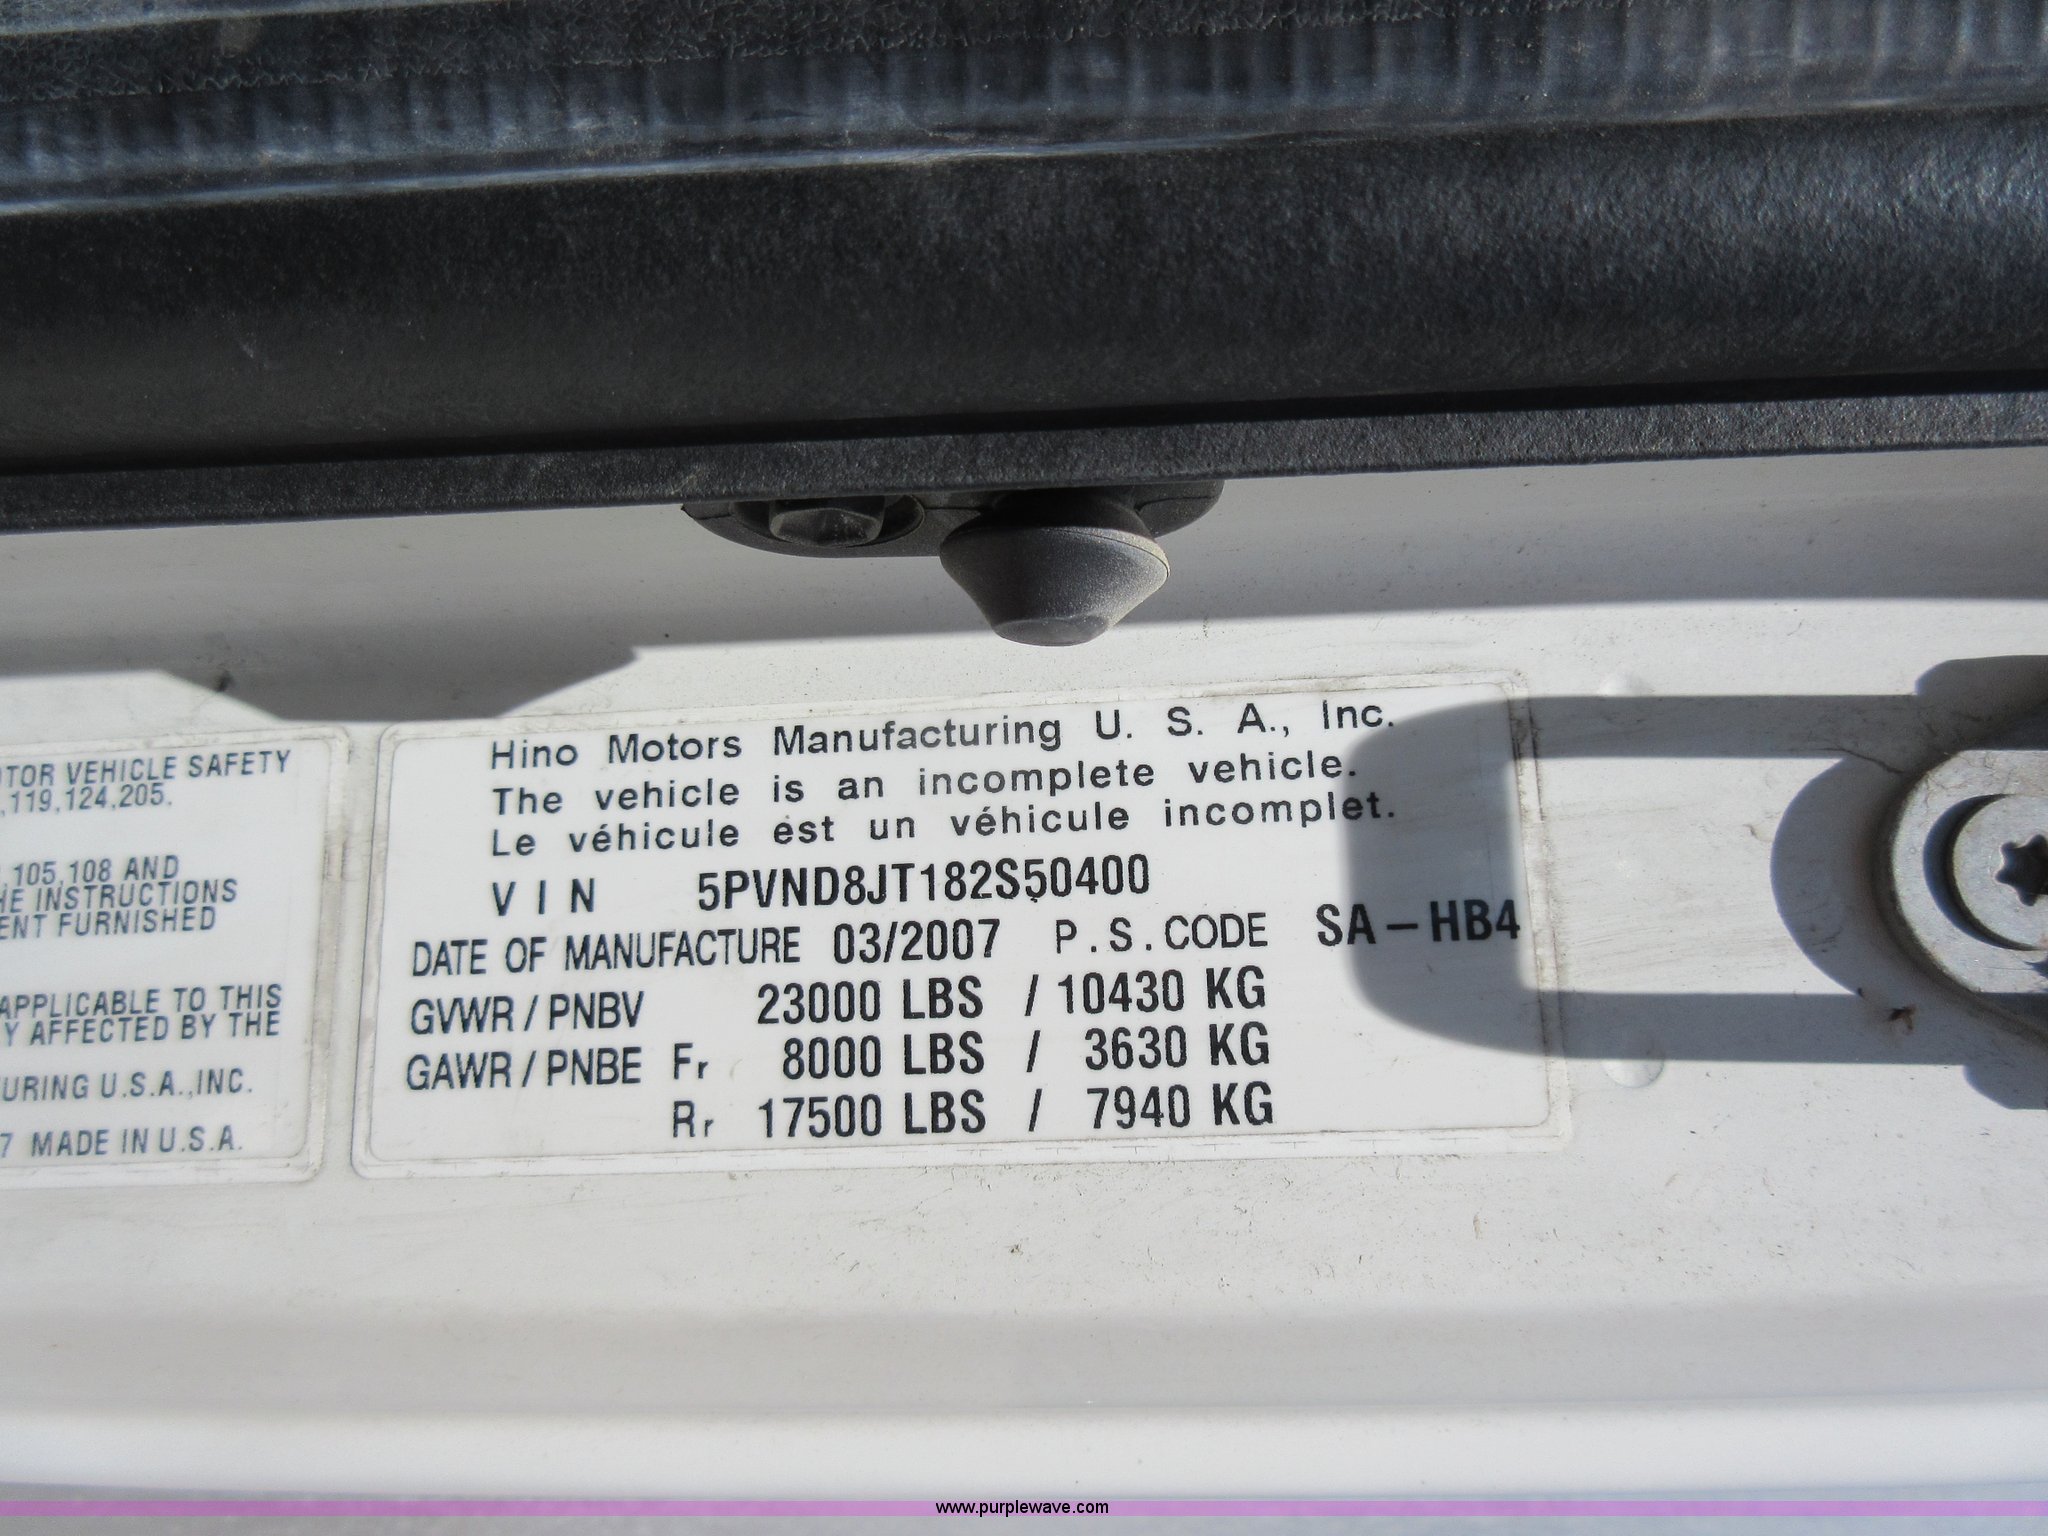 OTOR VEHICLE SAFETY
,119,124,205.
,105,108 AND
HE INSTRUCTIONS
ENT FURNISHED
APPLICABLE TO THIS
Y AFFECTED BY THE
URING U.S.A.,INC.
7 MADE IN U.S.A.
Hino Motors Manufacturing U. S. A., Inc.
The vehicle is an incomplete vehicle.
Le véhicule est un véhicule incomplet.
VIN 5PVND8JT182S50400
DATE OF MANUFACTURE 03/2007 P.S.CODE SA-HB4
GVWR/PNBV 23000 LBS / 10430 KG
GAWR/PNBE Fr 8000 LBS / 3630 KG
Rr 17500 LBS / 7940 KG
www.purplewave.com